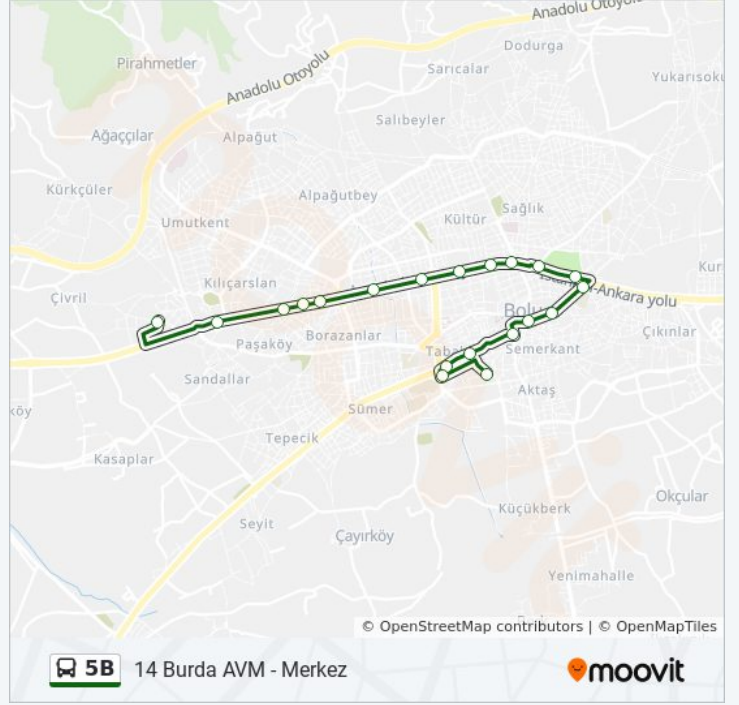 Anadolu Otoyolu
Dodurga
Pirahmetler
Anadolu Otoyolu
Sarıcalar
Yukarısoku
Salıbeyler
Ağaççılar
Alpağut
Kürkçüler
Alpağutbey
Sağlık
Kültür
Umutkent
Kılıçarslan
Çivril
-Ankara yolu
Bolu
Çıkınlar
Borazanlar
Paşaköy
Semerkant
Sandallar
Aktaş
köy
Sümer
Tepecik
Kasaplar
Okçular
Küçükberk
Seyit
Çayırköy
Yenimahalle
© OpenStreetMap contributors | © OpenMapTiles
5B 14 Burda AVM - Merkez
moovit